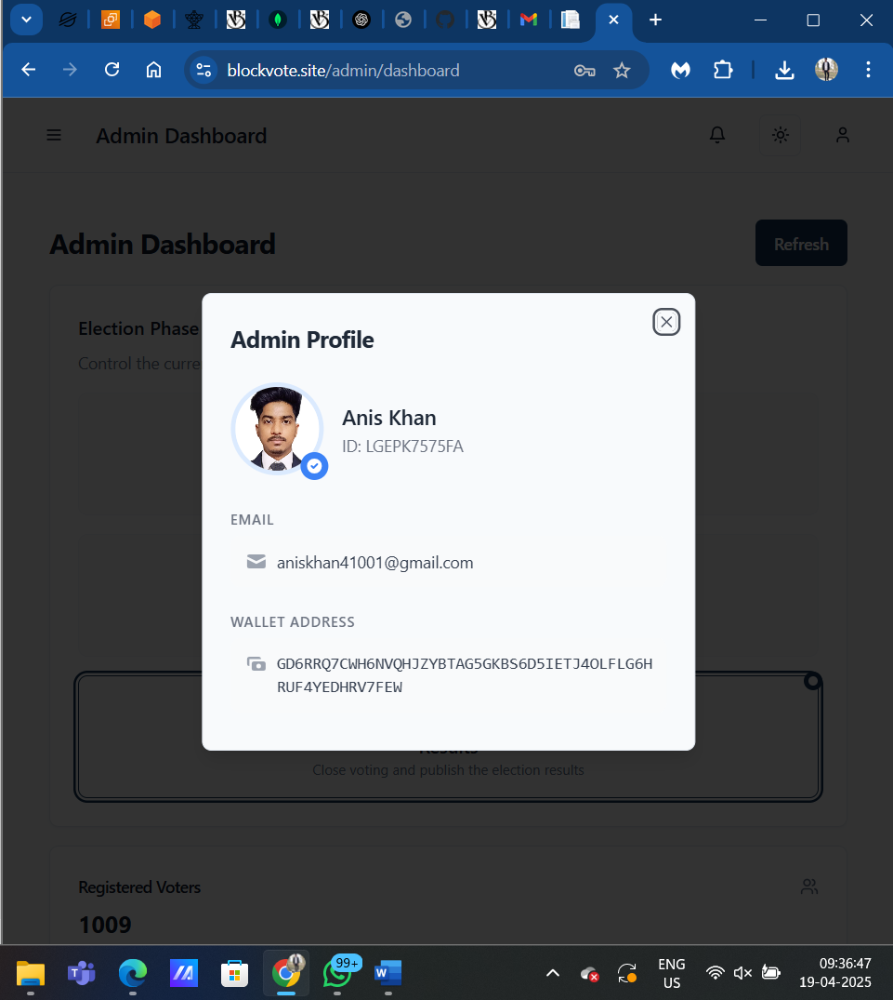 blockvote.site/admin/dashboard
Admin Dashboard
Admin Dashboard
Refresh
Election Phase
Control the curre
Admin Profile
Anis Khan
ID: LGEPK7575FA
EMAIL
aniskhan41001@gmail.com
WALLET ADDRESS
GD6RRQ7CWH6NVQHJZYBTAG5GKBS6D5IETJ4OLFLG6H
RUF4YEDHRV7FEW
Results
Close voting and publish the election results
Registered Voters
1009
99+
ENG
US
09:36:47
19-04-2025